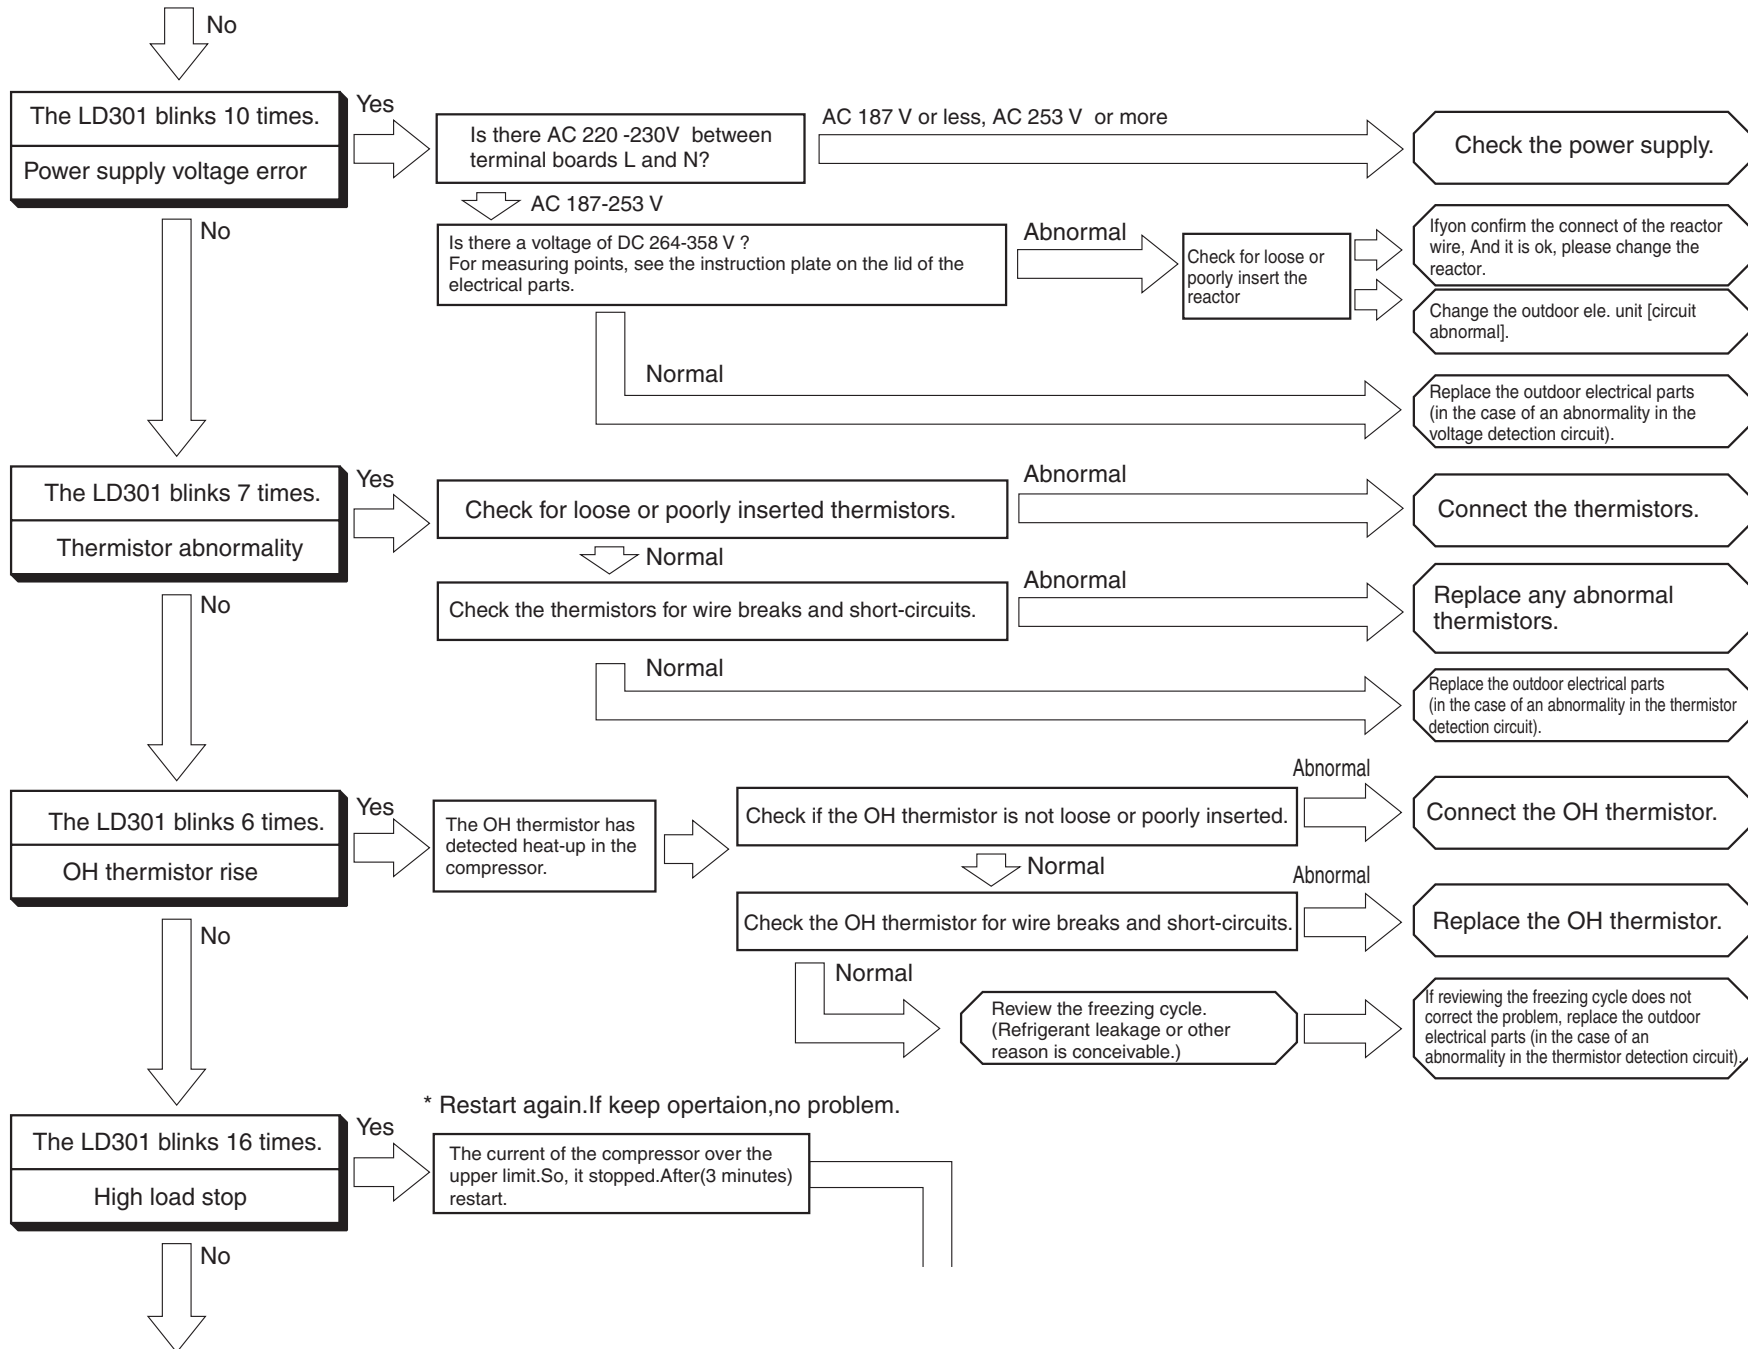 No
The LD301 blinks 10 times.
Power supply voltage error
Yes
Is there AC 220 -230V between
terminal boards L and N?
AC 187 V or less, AC 253 V or more
Check the power supply.
AC 187-253 V
No
Is there a voltage of DC 264-358 V ?
For measuring points, see the instruction plate on the lid of the
electrical parts.
Abnormal
Check for loose or
poorly insert the
reactor
Ifyon confirm the connect of the reactor
wire, And it is ok, please change the
reactor.
Change the outdoor ele. unit [circuit
abnormal].
Normal
Replace the outdoor electrical parts
(in the case of an abnormality in the
voltage detection circuit).
The LD301 blinks 7 times.
Thermistor abnormality
Yes
Check for loose or poorly inserted thermistors.
Abnormal
Connect the thermistors.
Normal
No
Check the thermistors for wire breaks and short-circuits.
Abnormal
Replace any abnormal
thermistors.
Normal
Replace the outdoor electrical parts
(in the case of an abnormality in the thermistor
detection circuit).
The LD301 blinks 6 times.
OH thermistor rise
Yes
The OH thermistor has
detected heat-up in the
compressor.
Check if the OH thermistor is not loose or poorly inserted.
Abnormal
Connect the OH thermistor.
Normal
No
Check the OH thermistor for wire breaks and short-circuits.
Abnormal
Replace the OH thermistor.
Normal
Review the freezing cycle.
(Refrigerant leakage or other
reason is conceivable.)
If reviewing the freezing cycle does not
correct the problem, replace the outdoor
electrical parts (in the case of an
abnormality in the thermistor detection circuit).
* Restart again.If keep opertaion,no problem.
The LD301 blinks 16 times.
High load stop
Yes
The current of the compressor over the
upper limit.So, it stopped.After(3 minutes)
restart.
No